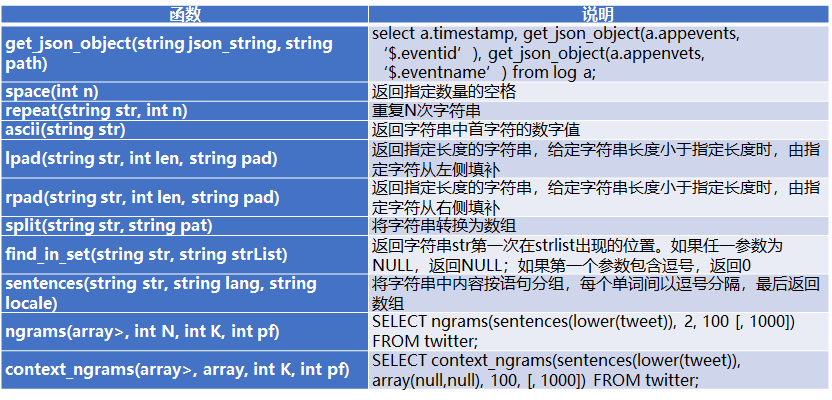 函数
说明
get_json_object(string json_string, string
path)
select a.timestamp, get_json_object(a.appevents,
‘$.eventid’), get_json_object(a.appenvets,
‘$.eventname’) from log a;
space(int n)
返回指定数量的空格
repeat(string str, int n)
重复N次字符串
ascii(string str)
返回字符串中首字符的数字值
lpad(string str, int len, string pad)
返回指定长度的字符串，给定字符串长度小于指定长度时，由指
定字符从左侧填补
rpad(string str, int len, string pad)
返回指定长度的字符串，给定字符串长度小于指定长度时，由指
定字符从右侧填补
split(string str, string pat)
将字符串转换为数组
find_in_set(string str, string strList)
返回字符串str第一次在strlist出现的位置。如果任一参数为
NULL，返回NULL；如果第一个参数包含逗号，返回0
sentences(string str, string lang, string
locale)
将字符串中内容按语句分组，每个单词间以逗号分隔，最后返回
数组
ngrams(array>, int N, int K, int pf)
SELECT ngrams(sentences(lower(tweet)), 2, 100 [, 1000])
FROM twitter;
context_ngrams(array>, array, int K, int pf)
SELECT context_ngrams(sentences(lower(tweet)),
array(null,null), 100, [, 1000]) FROM twitter;